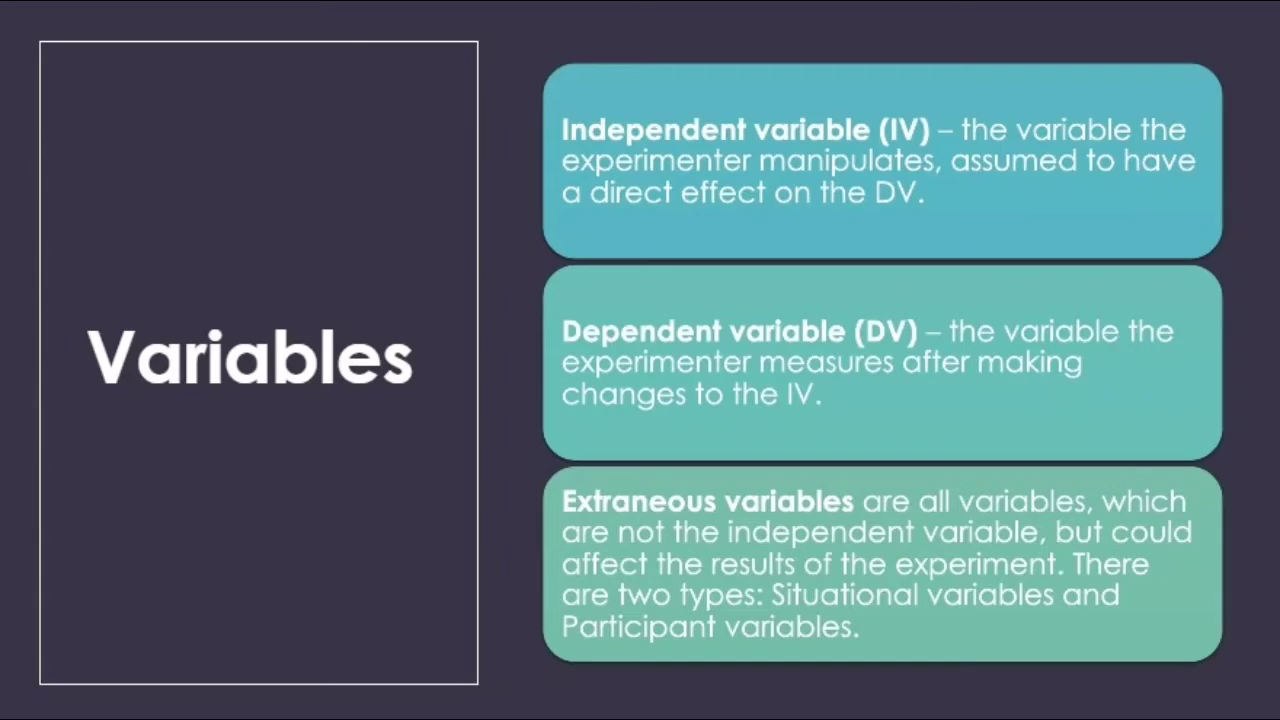 Variables
Independent variable (IV) – the variable the
experimenter manipulates, assumed to have
a direct effect on the DV.
Dependent variable (DV) – the variable the
experimenter measures after making
changes to the IV.
Extraneous variables are all variables, which
are not the independent variable, but could
affect the results of the experiment. There
are two types: Situational variables and
Participant variables.